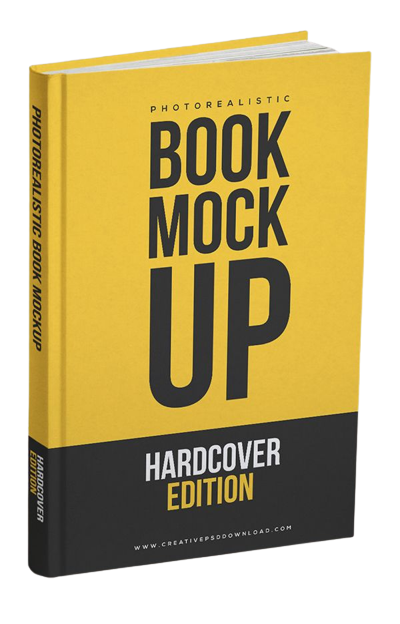 PHOTOREALISTIC
BOOK
MOCK
UP
HARDCOVER
EDITION
WWW.CREATIVEPSDDOWNLOAD.COM
PHOTOREALISTIC BOOK MOCKUP
HARDCOVER
EDITION